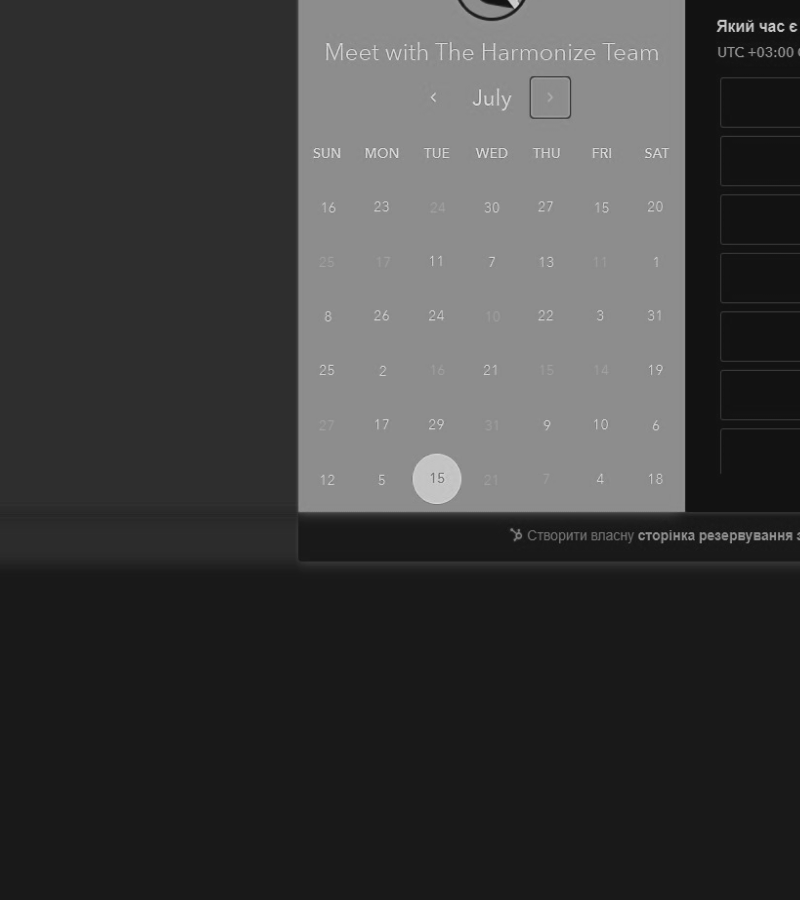 Meet with The Harmonize Team
July
SUN MON TUE WED THU FRI SAT
16 23 24 30 27 15 20
25 17 11 7 13 11 1
8 26 24 10 22 3 31
25 2 16 21 15 14 19
27 17 29 31 9 10 6
12 5 15 21 7 4 18
Який час є
UTC +03:00
Створити власну сторінка резервування